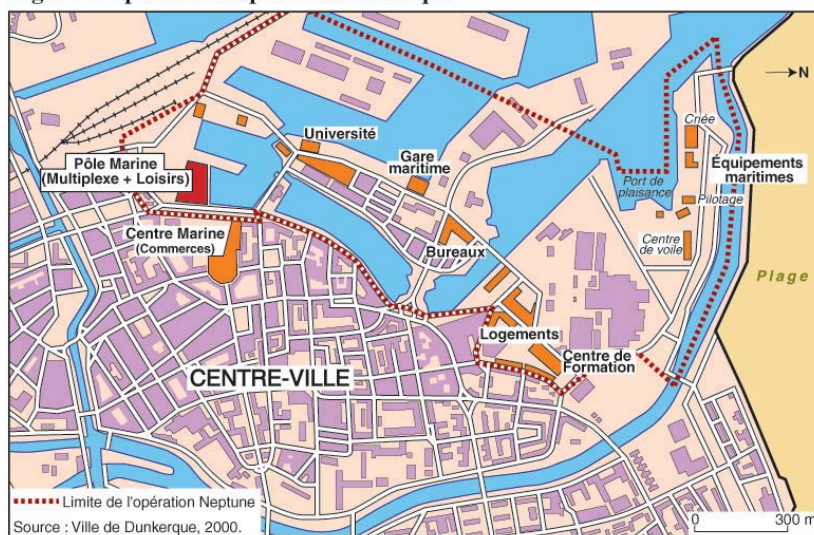 N
Université
Criée
Pôle Marine
(Multiplexe + Loisirs)
Gare
maritime
Équipements
maritimes
Port de
plaisance
Pilotage
Centre Marine
(Commerces)
Bureaux
Centre
de voile
Plage
Logements
Centre de
Formation
CENTRE-VILLE
Limite de l'opération Neptune
Source : Ville de Dunkerque, 2000.
0 300 m